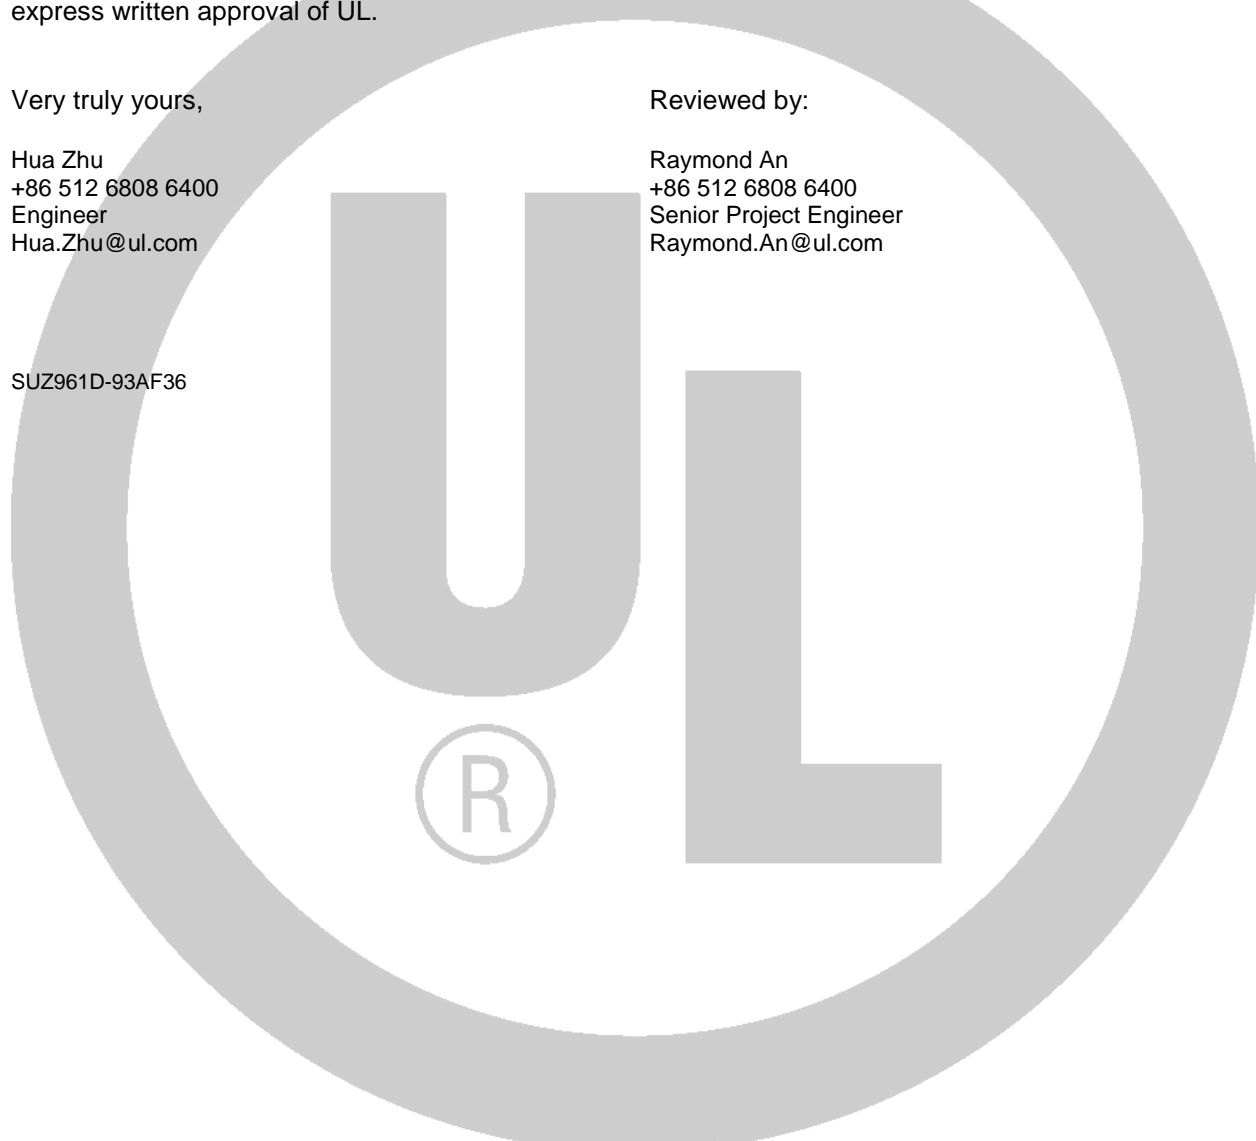 express written approval of UL.
Very truly yours,
Reviewed by:
Hua Zhu
+86 512 6808 6400
Engineer
Hua.Zhu@ul.com
Raymond An
+86 512 6808 6400
Senior Project Engineer
Raymond.An@ul.com
SUZ961D-93AF36
UL
®